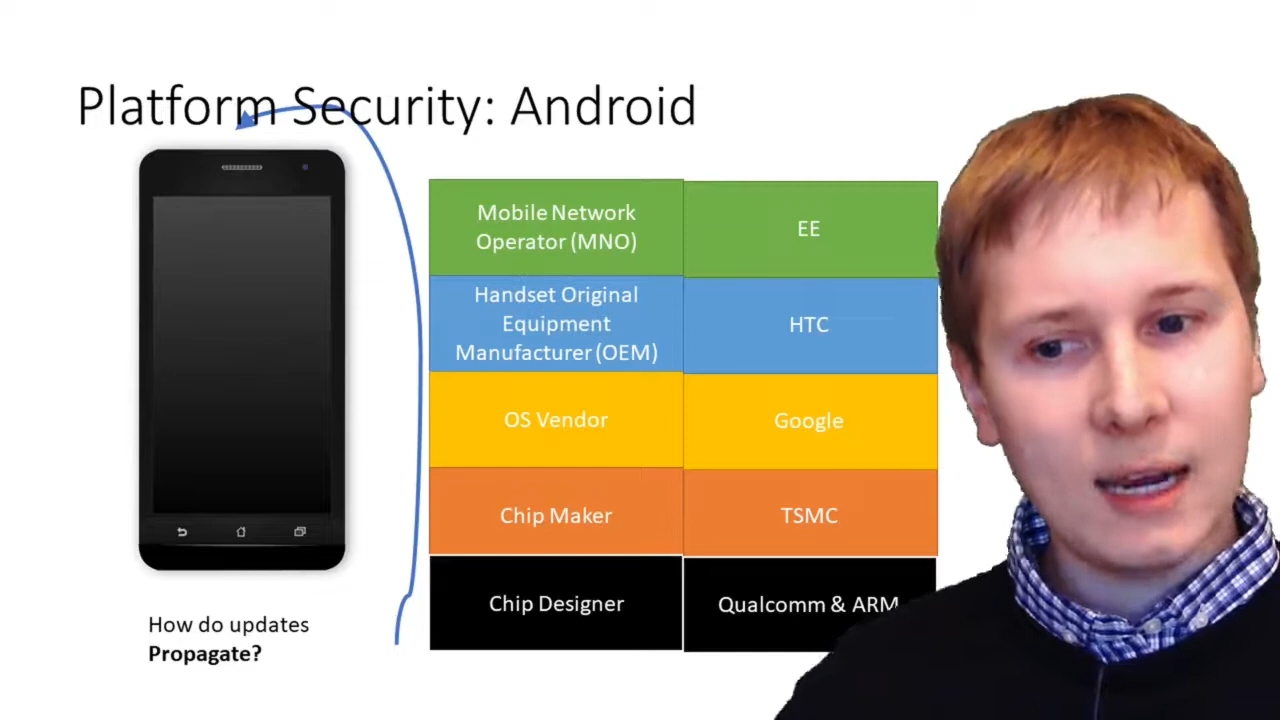 Platform Security: Android
Mobile Network
Operator (MNO)
EE
Handset Original
Equipment
Manufacturer (OEM)
HTC
OS Vendor
Google
Chip Maker
TSMC
Chip Designer
Qualcomm & ARM
How do updates
Propagate?